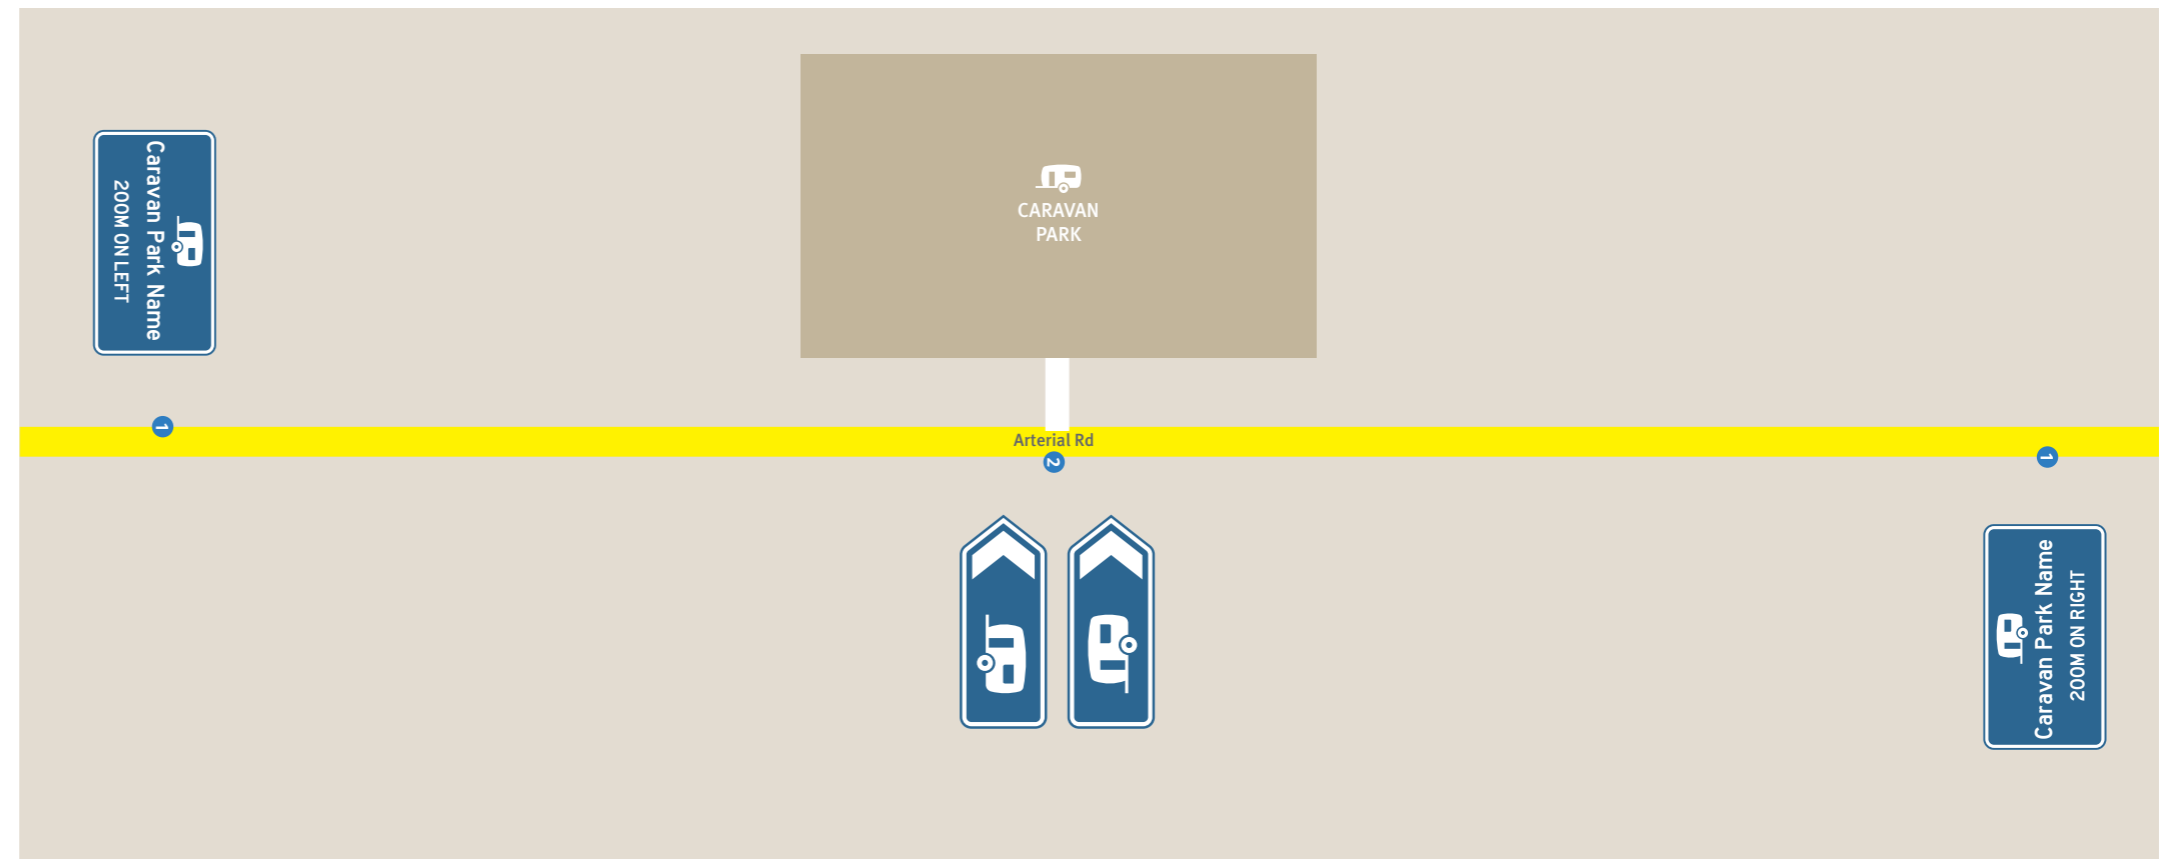 Caravan Park Name
200M ON LEFT
CARAVAN
PARK
1
Arterial Rd
2
1
Caravan Park Name
200M ON RIGHT